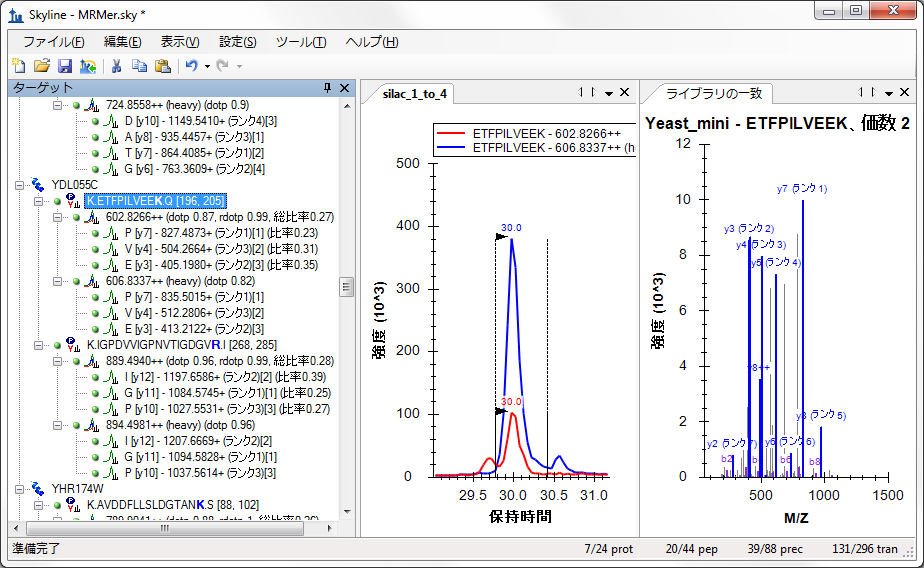 Skyline - MRMer.sky *
ファイル(F) 編集(E) 表示(V) 設定(S) ツール(T) ヘルプ(H)
ターゲット
724.8558++ (heavy) (dotp 0.9)
D [y10] - 1149.5410+ (ランク4)[3]
A [y8] - 935.4457+ (ランク3)[1]
T [y7] - 864.4085+ (ランク1)[2]
G [y6] - 763.3609+ (ランク2)[4]
YDL055C
K.ETFPILVEEKQ [196, 205]
602.8266++ (dotp 0.87, rdotp 0.99, 総比率0.27)
P [y7] - 827.4873+ (ランク1)[1] (比率0.23)
V [y4] - 504.2664+ (ランク3)[2] (比率0.31)
E [y3] - 405.1980+ (ランク2)[3] (比率0.35)
606.8337++ (heavy) (dotp 0.82)
P [y7] - 835.5015+ (ランク1)[1]
V [y4] - 512.2806+ (ランク3)[2]
E [y3] - 413.2122+ (ランク2)[3]
K.IGPDVVIGPNVTIGDGVR.I [268, 285]
889.4940++ (dotp 0.96, rdotp 0.99, 総比率0.28)
I [y12] - 1197.6586+ (ランク2)[2] (比率0.39)
G [y11] - 1084.5745+ (ランク1)[1] (比率0.25)
P [y10] - 1027.5531+ (ランク3)[3] (比率0.27)
894.4981++ (heavy) (dotp 0.96)
I [y12] - 1207.6669+ (ランク2)[2]
G [y11] - 1094.5828+ (ランク1)[1]
P [y10] - 1037.5614+ (ランク3)[3]
YHR174W
K.AVDDFLLSLDGTANK.S [88, 102]
789.9041++ (dotp 0.88, rdotp 1, 総比率0.26)
silac_1_to_4
ETFPILVEEK - 602.8266++
ETFPILVEEK - 606.8337++ (h
500
400
300
200
100
0
強度 (10^3)
30.0
30.0
29.5 30.0 30.5 31.0
保持時間
ライブラリの一致
Yeast_mini - ETFPILVEEK、価数 2
12
10
8
6
4
2
0
強度 (10^3)
y7 (ランク 1)
y3 (ランク 2)
y4 (ランク 3)
y5 (ランク 4)
y8++
y8 (ランク 5)
y2 (ランク 7)
y6 (ランク 6)
b2
b6
b8
500 1000 1500
M/Z
準備完了
7/24 prot 20/44 pep 39/88 prec 131/296 tran